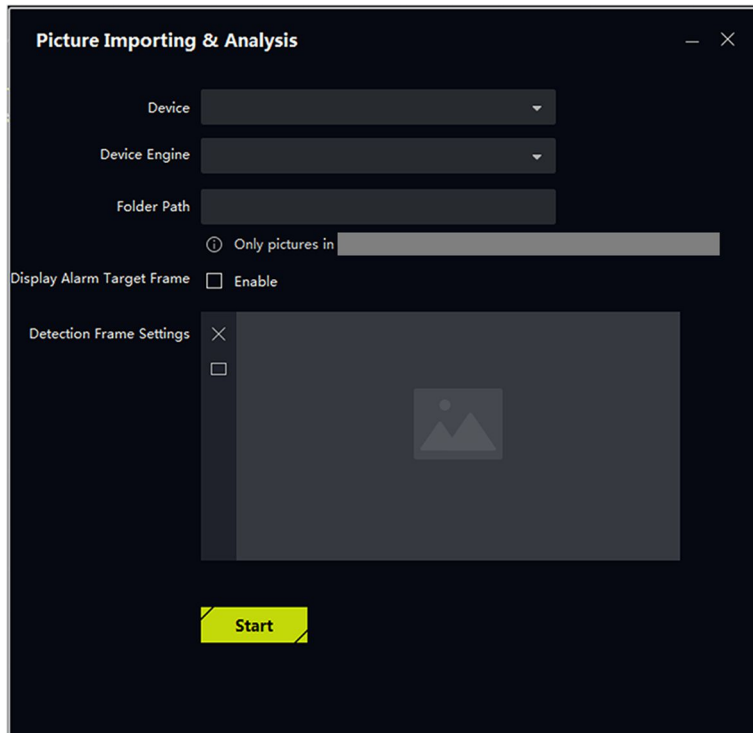 Picture Importing & Analysis
Device
Device Engine
Folder Path
Only pictures in
Display Alarm Target Frame Enable
Detection Frame Settings
Start